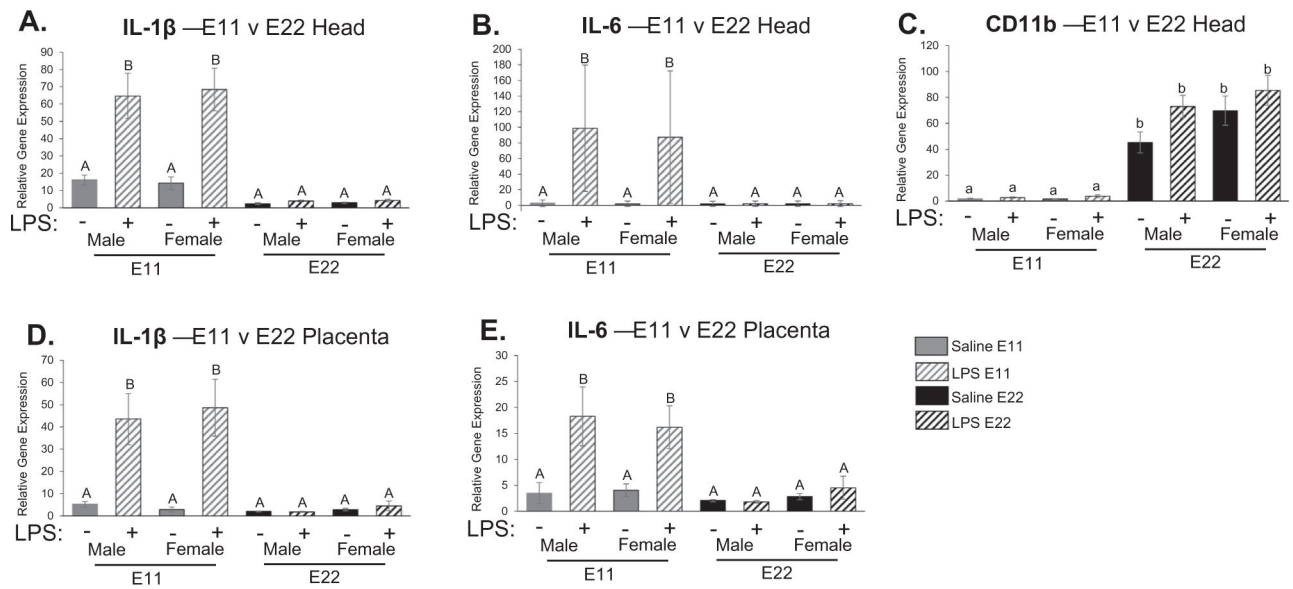 A. IL-1β —E11 v E22 Head
Relative Gene Expression
90
80
70
60
50
40
30
20
10
0
A B A B A A A A
LPS: - + - + - + - +
Male Female Male Female
E11 E22
B. IL-6 —E11 v E22 Head
Relative Gene Expression
200
180
160
140
120
100
80
60
40
20
0
A B A B A A A A
LPS: - + - + - + - +
Male Female Male Female
E11 E22
C. CD11b —E11 v E22 Head
Relative Gene Expression
120
100
80
60
40
20
0
a a a a b b b b
LPS: - + - + - + - +
Male Female Male Female
E11 E22
D. IL-1β —E11 v E22 Placenta
Relative Gene Expression
70
60
50
40
30
20
10
0
A B A B A A A A
LPS: - + - + - + - +
Male Female Male Female
E11 E22
E. IL-6 —E11 v E22 Placenta
Relative Gene Expression
30
25
20
15
10
5
0
A B A B A A A A
LPS: - + - + - + - +
Male Female Male Female
E11 E22
Saline E11
LPS E11
Saline E22
LPS E22